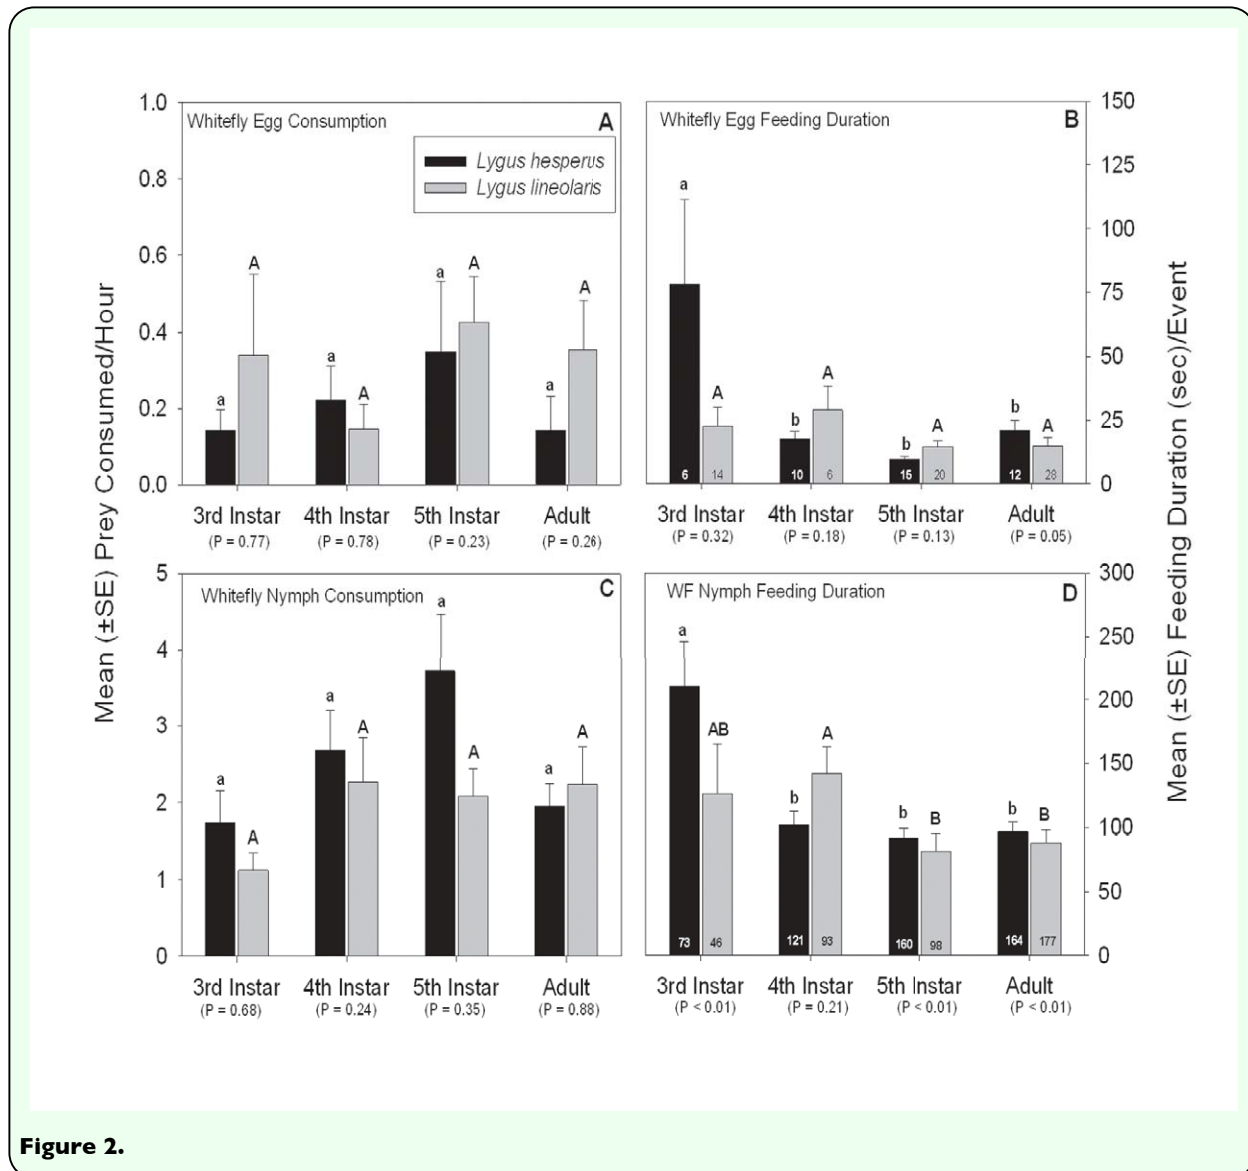 Mean (±SE) Prey Consumed/Hour
1.0
0.8
0.6
0.4
0.2
0.0
Whitefly Egg Consumption
A
Lygus hesperus
Lygus lineolaris
a
A
a
A
a
A
a
A
3rd Instar
4th Instar
5th Instar
Adult
(P = 0.77)
(P = 0.78)
(P = 0.23)
(P = 0.26)
Whitefly Egg Feeding Duration
B
150
125
100
75
50
25
0
a
A
b
A
b
A
b
A
6
14
10
6
15
20
12
28
3rd Instar
4th Instar
5th Instar
Adult
(P = 0.32)
(P = 0.18)
(P = 0.13)
(P = 0.05)
Mean (±SE) Feeding Duration (sec)/Event
5
4
3
2
1
0
Whitefly Nymph Consumption
C
a
A
a
A
a
A
a
A
3rd Instar
4th Instar
5th Instar
Adult
(P = 0.68)
(P = 0.24)
(P = 0.35)
(P = 0.88)
WF Nymph Feeding Duration
D
300
250
200
150
100
50
0
a
AB
b
A
b
B
b
B
73
46
121
93
160
98
164
177
3rd Instar
4th Instar
5th Instar
Adult
(P < 0.01)
(P = 0.21)
(P < 0.01)
(P < 0.01)
Figure 2.